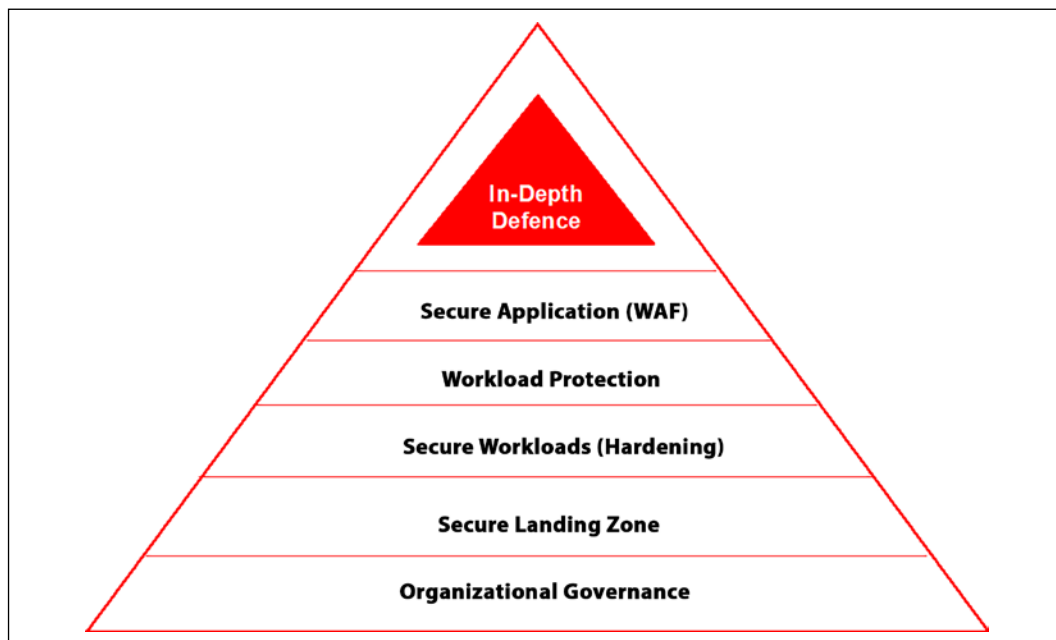 In-Depth
Defence
Secure Application (WAF)
Workload Protection
Secure Workloads (Hardening)
Secure Landing Zone
Organizational Governance